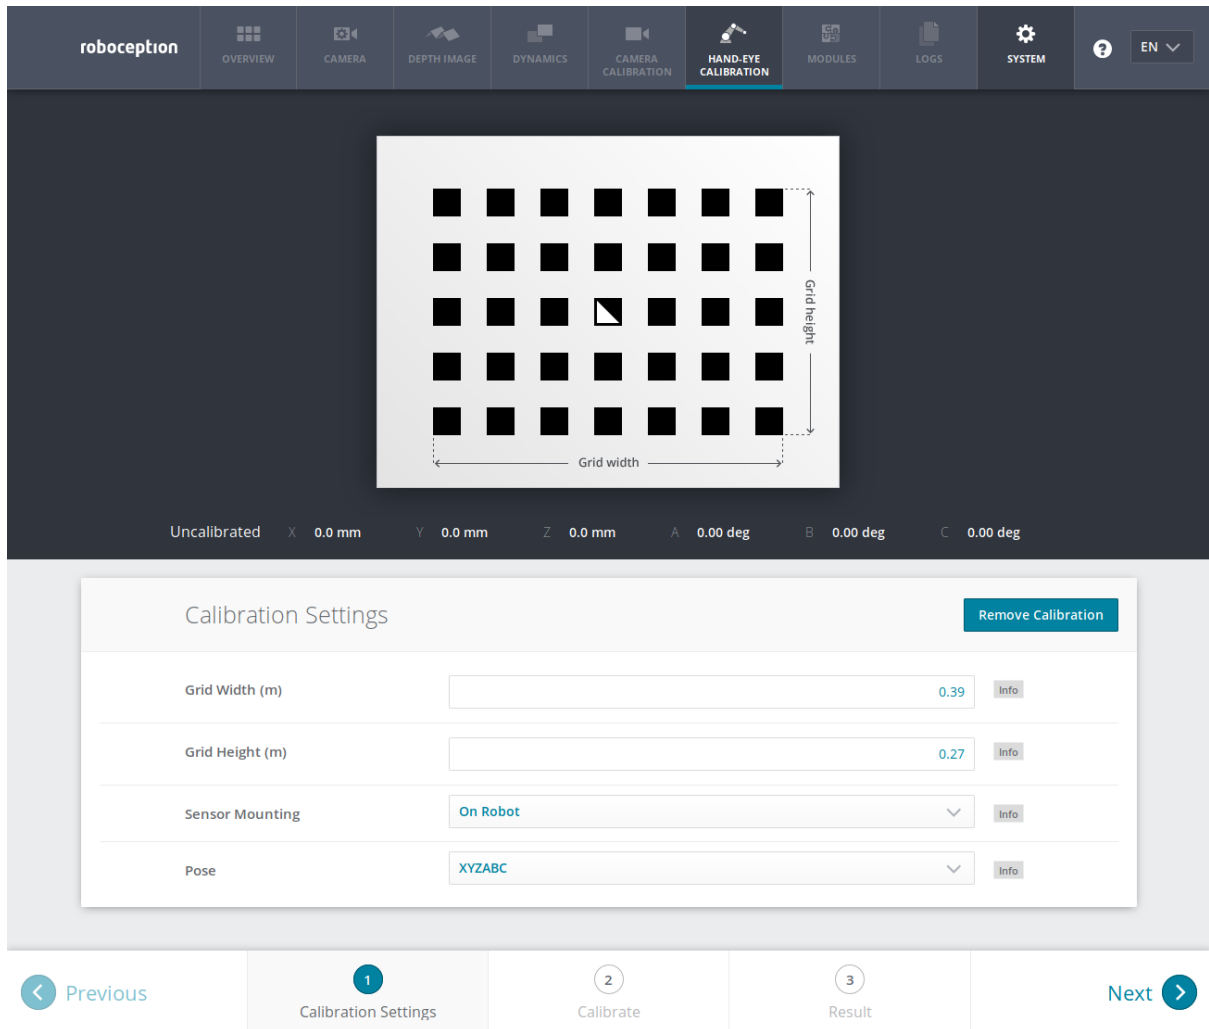 roboception
OVERVIEW
CAMERA
DEPTH IMAGE
DYNAMICS
CAMERA
CALIBRATION
HAND-EYE
CALIBRATION
MODULES
LOGS
SYSTEM
?
EN
Grid height
Grid width
Uncalibrated X 0.0 mm Y 0.0 mm Z 0.0 mm A 0.00 deg B 0.00 deg C 0.00 deg
Calibration Settings
Remove Calibration
Grid Width (m) 0.39 Info
Grid Height (m) 0.27 Info
Sensor Mounting On Robot Info
Pose XYZABC Info
Previous
1
Calibration Settings
2
Calibrate
3
Result
Next